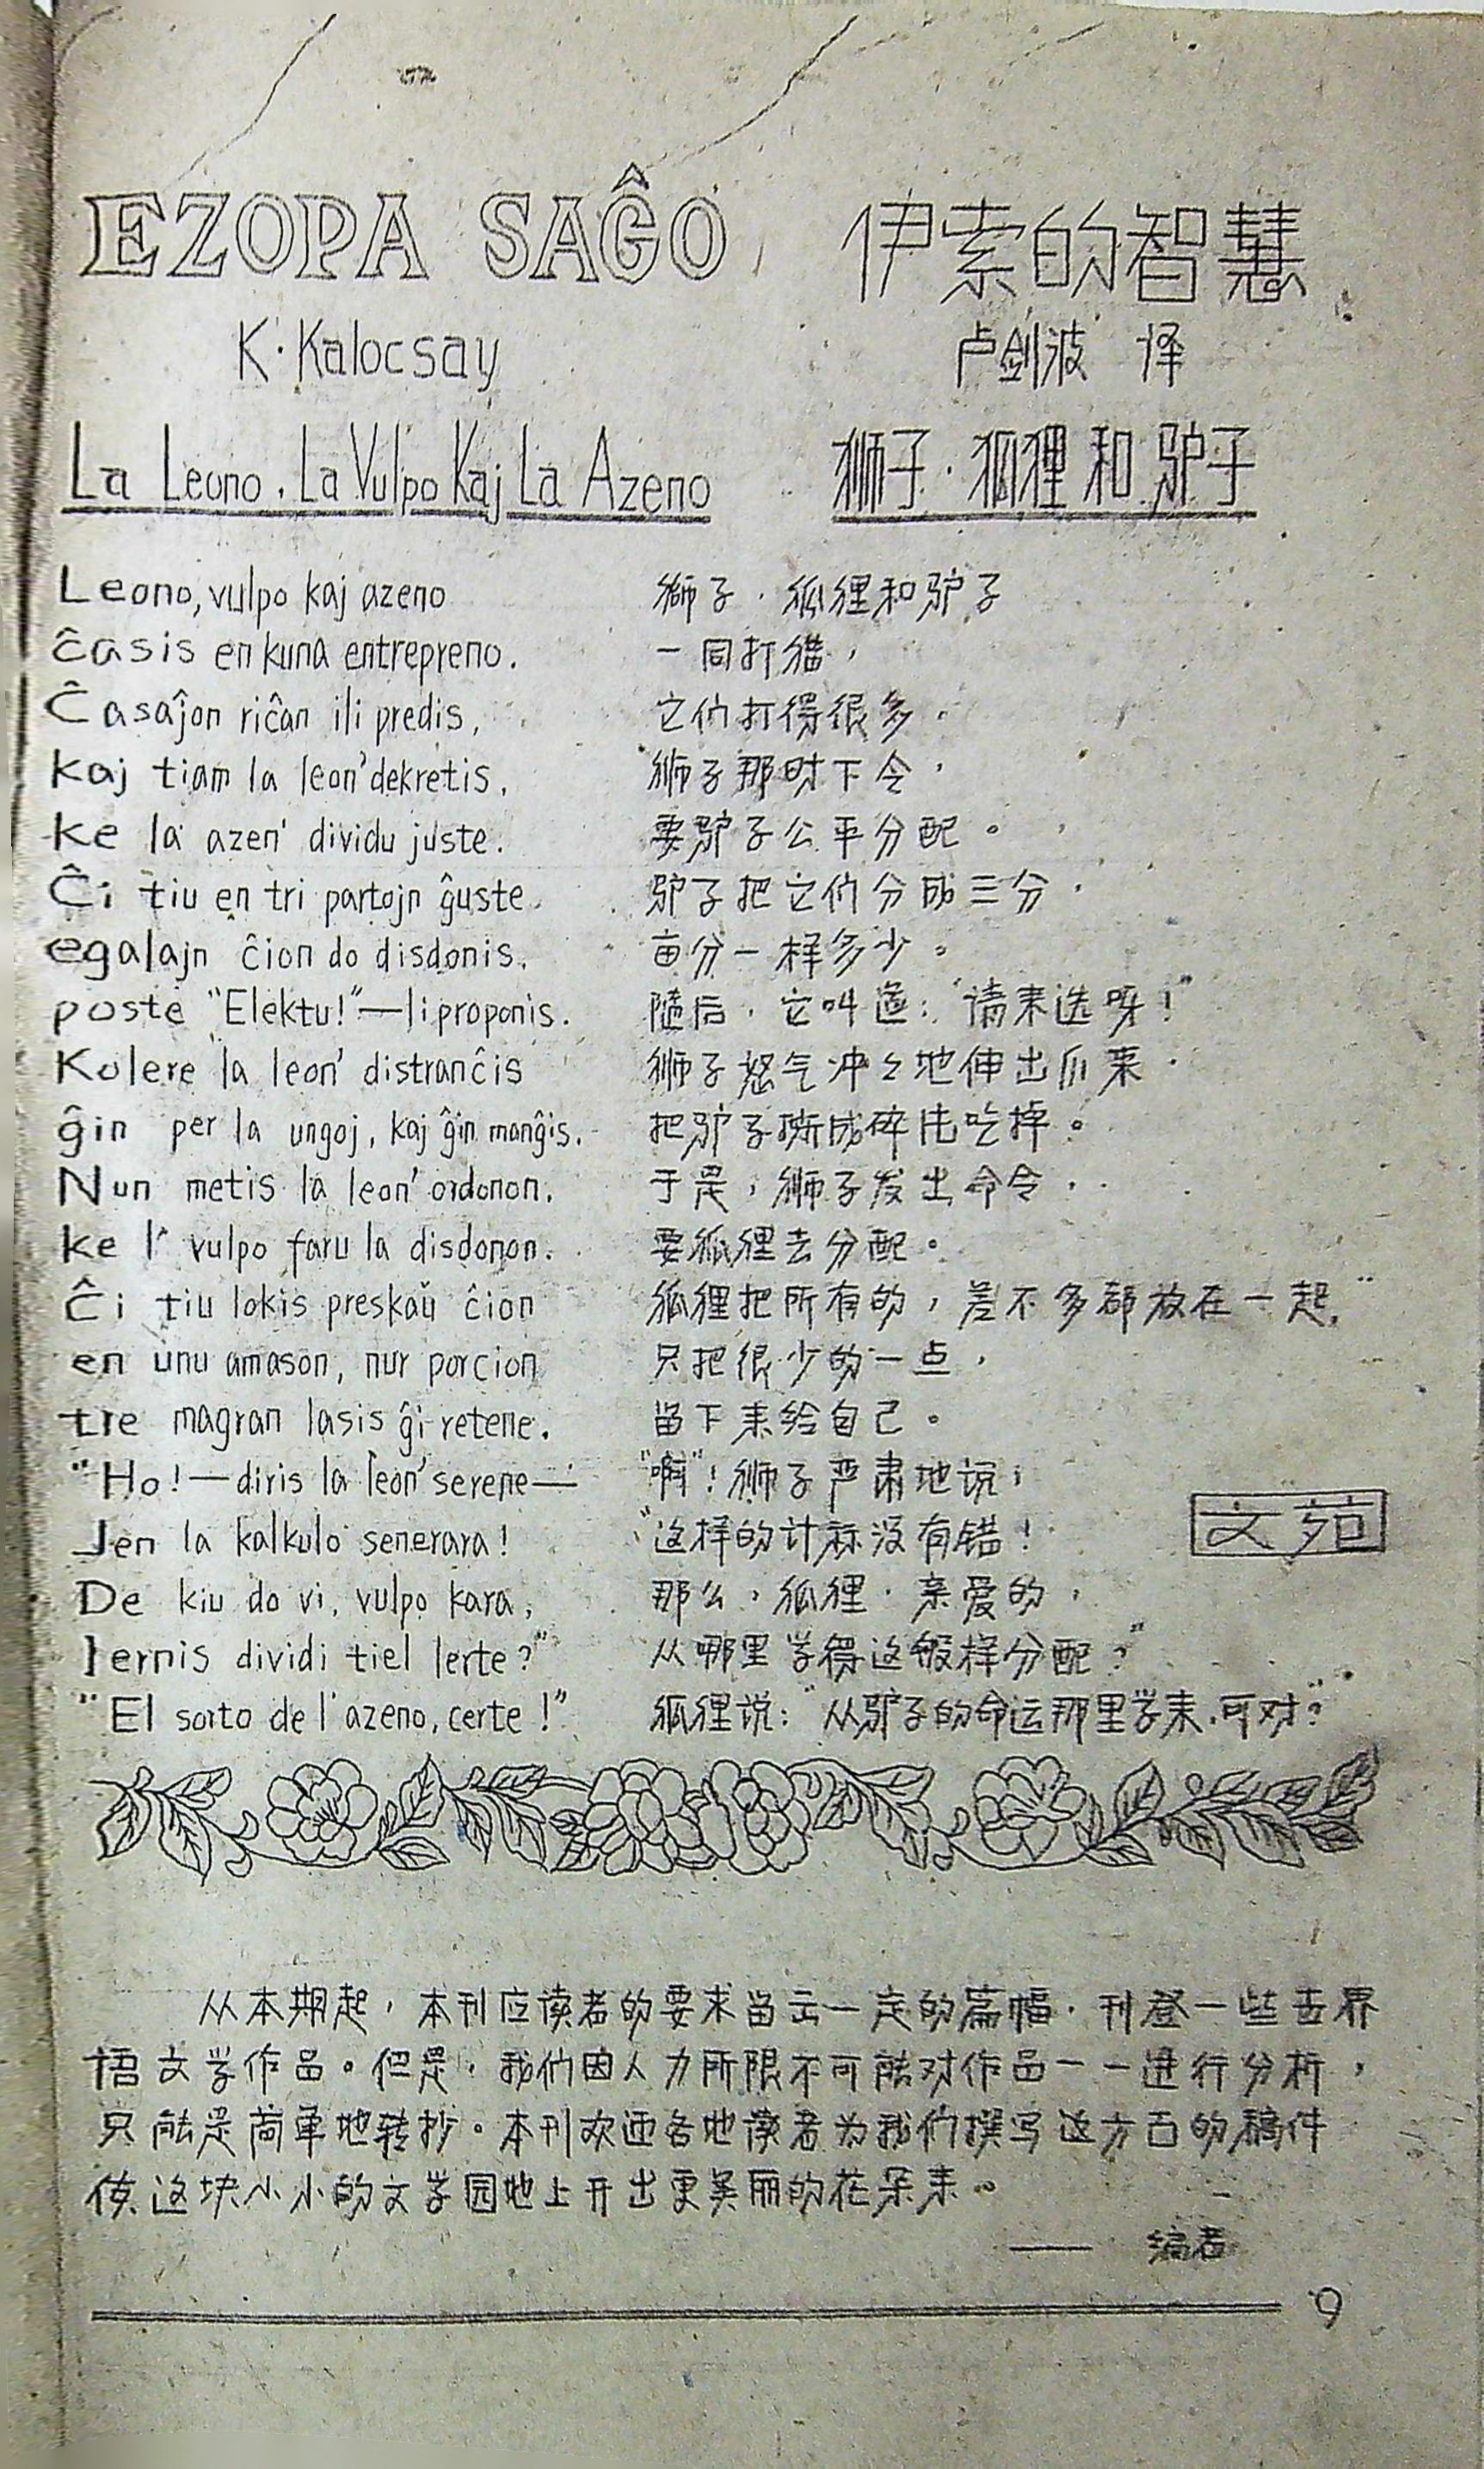 EZOPA SAĜO
K·Kalocsay
La Leono.La Vulpo Kaj La Azeno
Leono, vulpo kaj azeno
ĉasis en kuna entrepreno.
Ĉasaĵon riĉan ili predis,
kaj tiam la leon' dekretis,
ke la azen' dividu juste.
Ĉi tiu en tri partojn ĝuste
egalajn ĉion do disdonis.
poste "Elektu!"—li proponis.
Kolere la leon' distranĉis
ĝin per la ungoj, kaj ĝin manĝis.
Nun metis la leon' ordonon.
ke l' vulpo faru la disdonon.
Ĉi tiu lokis preskaŭ ĉion
en unu amason, nur porcion
tre magran lasis ĝi retene.
"Ho!—diris la leon' serene—
Jen la kalkulo senerara!
De kiu do vi, vulpo kara,
lernis dividi tiel lerte?"
"El sorto de l'azeno, certe!"
伊索的智慧
卢剑波 译
狮子·狐狸和驴子
獅子·狐狸和驴子
一同打猎,
它们打得很多.
狮子那时下令,
要驴子公平分配。
驴子把它们分成三分.
每分一样多少。
随后,它叫道:"请来选呀!"
狮子怒气冲々地伸出爪来.
把驴子撕成碎片吃掉。
于是,狮子发出命令.
要狐狸去分配。
狐狸把所有的,差不多都放在一起,
只把很少的一点,
留下来给自己。
"啊"!狮子严肃地说;
"这样的计算没有错!
那么,狐狸·亲爱的,
从哪里学得这般样分配?"
狐狸说:"从驴子的命运那里学来.可对?"
文苑
从本期起,本刊应读者的要求留出一定的篇幅.刊登一些世界
语文学作品。但是.我们因人力所限不可能对作品一一进行分析,
只能是简单地转抄。本刊欢迎各地读者为我们撰写这方面的稿件
使这块小小的文学园地上开出更美丽的花朵来。
—— 编者
9